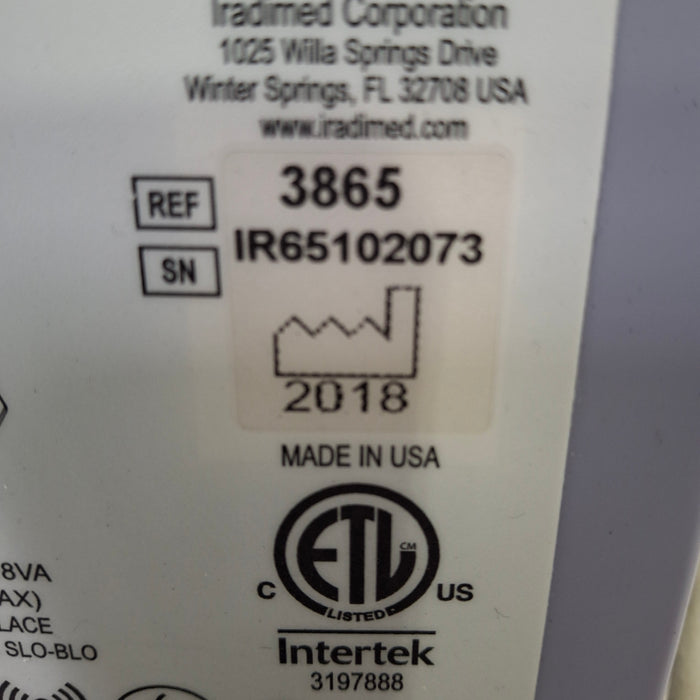 Iradimed Corporation
1025 Willa Springs Drive
Winter Springs, FL 32708 USA
www.iradimed.com
REF 3865
SN IR65102073
2018
MADE IN USA
ETL CM
C US
LISTED
Intertek
3197888
8VA
AX)
LACE
SLO-BLO